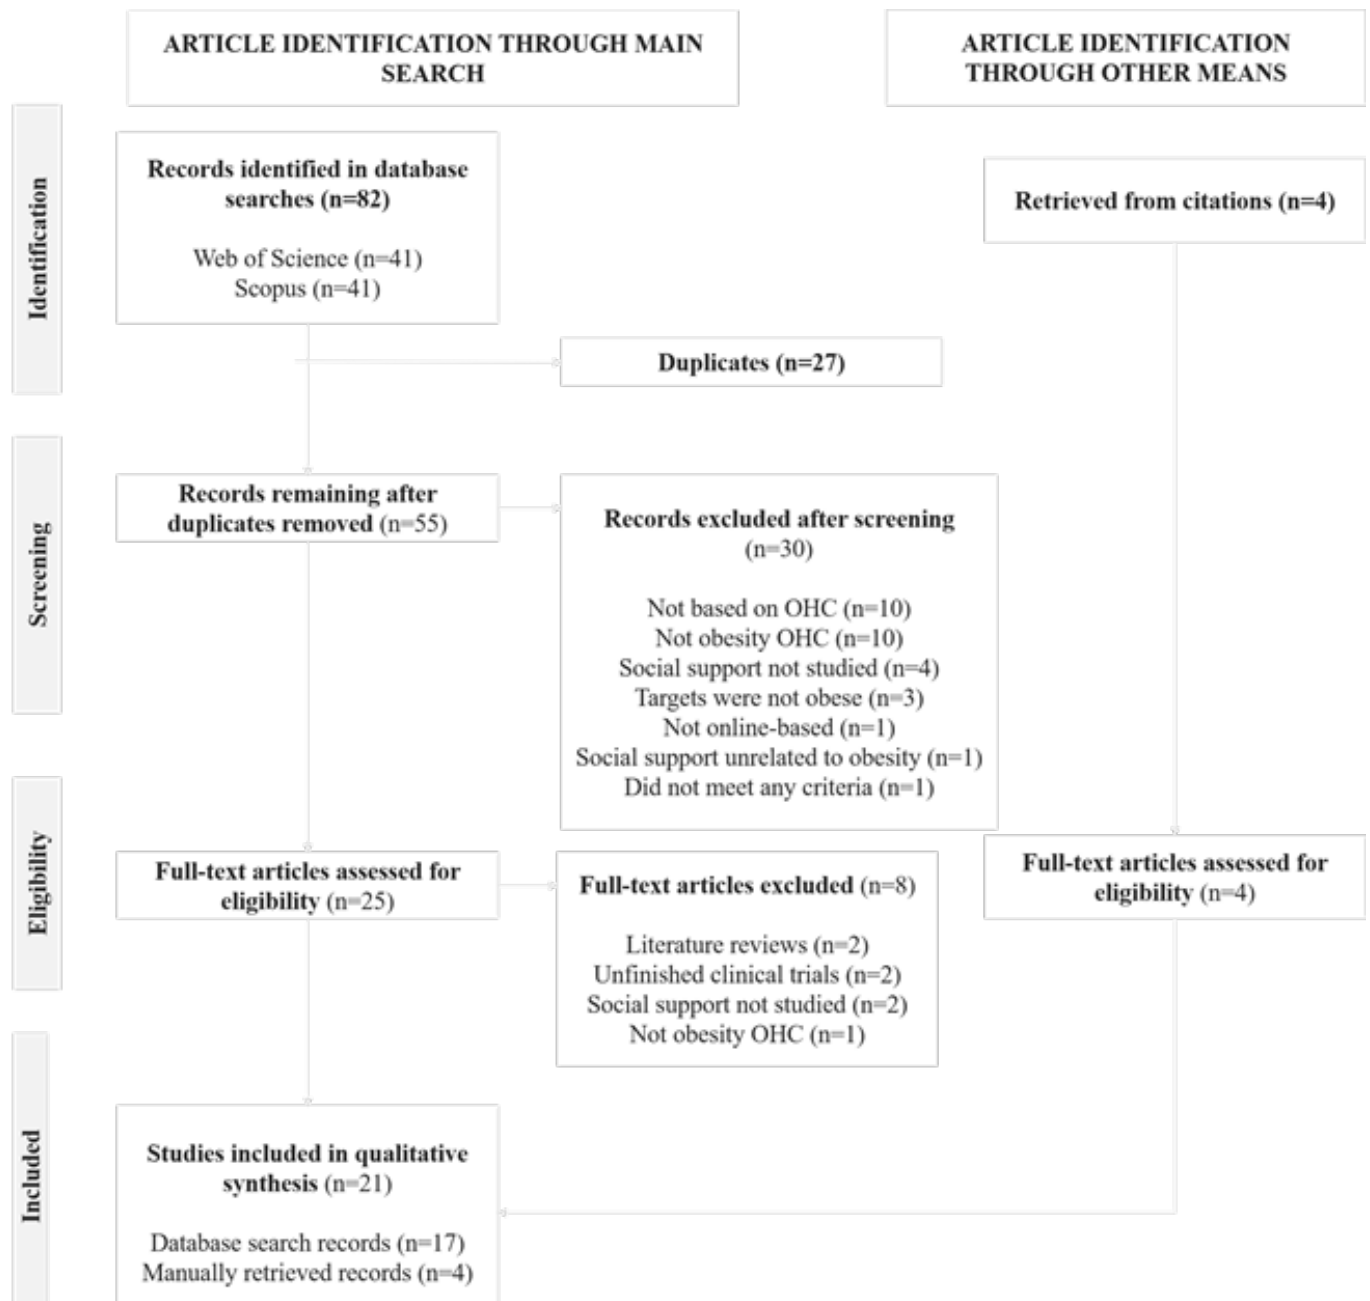 ARTICLE IDENTIFICATION THROUGH MAIN
SEARCH
ARTICLE IDENTIFICATION
THROUGH OTHER MEANS
Identification
Records identified in database
searches (n=82)
Web of Science (n=41)
Scopus (n=41)
Retrieved from citations (n=4)
Duplicates (n=27)
Screening
Records remaining after
duplicates removed (n=55)
Records excluded after screening
(n=30)
Not based on OHC (n=10)
Not obesity OHC (n=10)
Social support not studied (n=4)
Targets were not obese (n=3)
Not online-based (n=1)
Social support unrelated to obesity (n=1)
Did not meet any criteria (n=1)
Eligibility
Full-text articles assessed for
eligibility (n=25)
Full-text articles excluded (n=8)
Literature reviews (n=2)
Unfinished clinical trials (n=2)
Social support not studied (n=2)
Not obesity OHC (n=1)
Full-text articles assessed for
eligibility (n=4)
Included
Studies included in qualitative
synthesis (n=21)
Database search records (n=17)
Manually retrieved records (n=4)